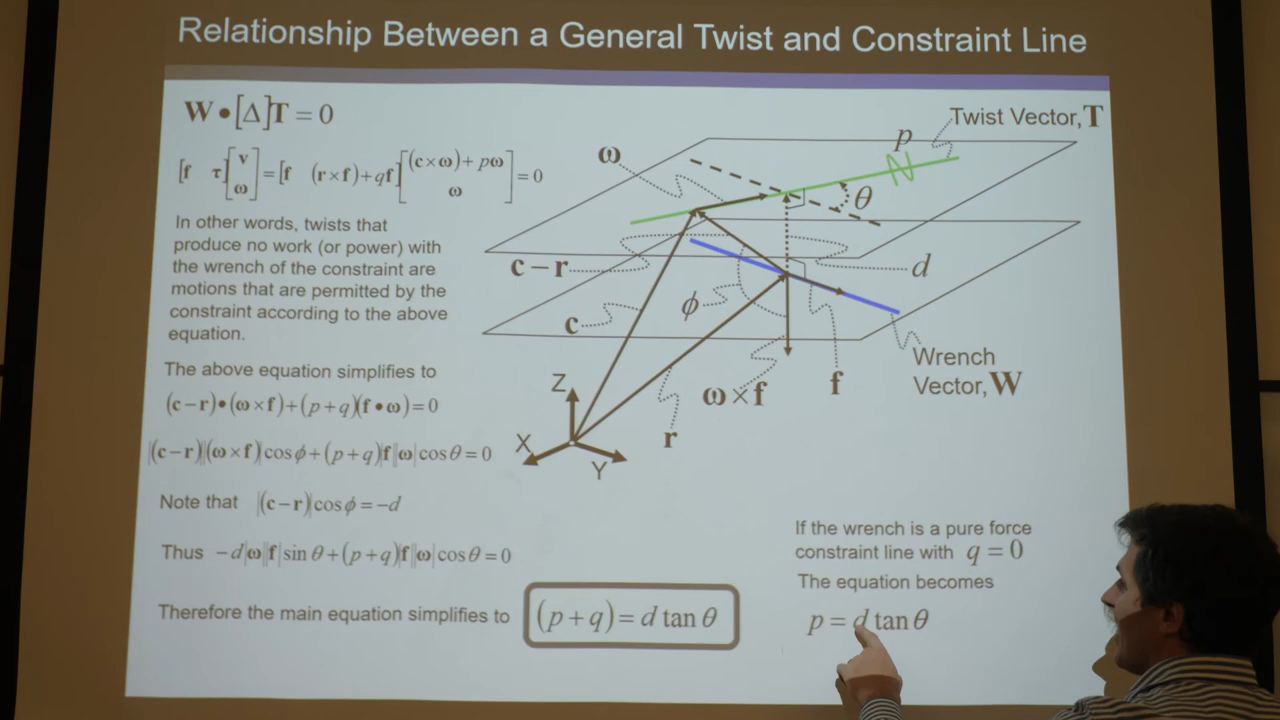 Relationship Between a General Twist and Constraint Line
W•[Δ]T = 0
[f τ][v ω] = [f (r×f)+qf][(c×ω)+pω ω] = 0
In other words, twists that
produce no work (or power) with
the wrench of the constraint are
motions that are permitted by the
constraint according to the above
equation.
The above equation simplifies to
(c−r)•(ω×f)+(p+q)(f•ω)=0
|(c−r)||(ω×f)|cosϕ+(p+q)|f||ω|cosθ=0
Note that |(c−r)|cosϕ=−d
Thus −d|ω||f|sinθ+(p+q)|f||ω|cosθ=0
Therefore the main equation simplifies to (p+q)=d tanθ
Twist Vector, T
p
ω
θ
c−r
d
ϕ
c
Wrench
Vector, W
ω×f
f
r
Z
X
Y
If the wrench is a pure force
constraint line with q=0
The equation becomes
p=d tanθ